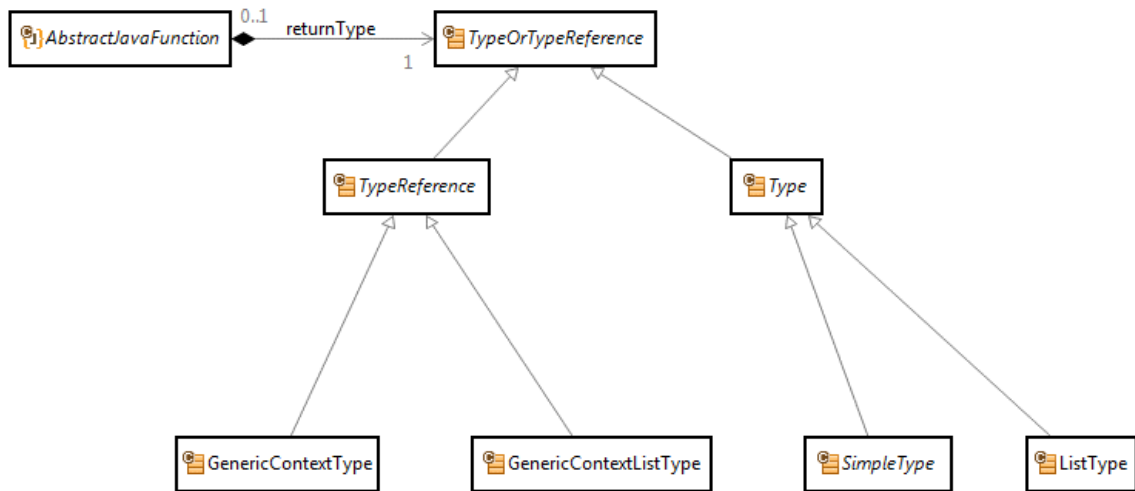 0..1
AbstractJavaFunction
returnType
TypeOrTypeReference
1
TypeReference
Type
GenericContextType
GenericContextListType
SimpleType
ListType